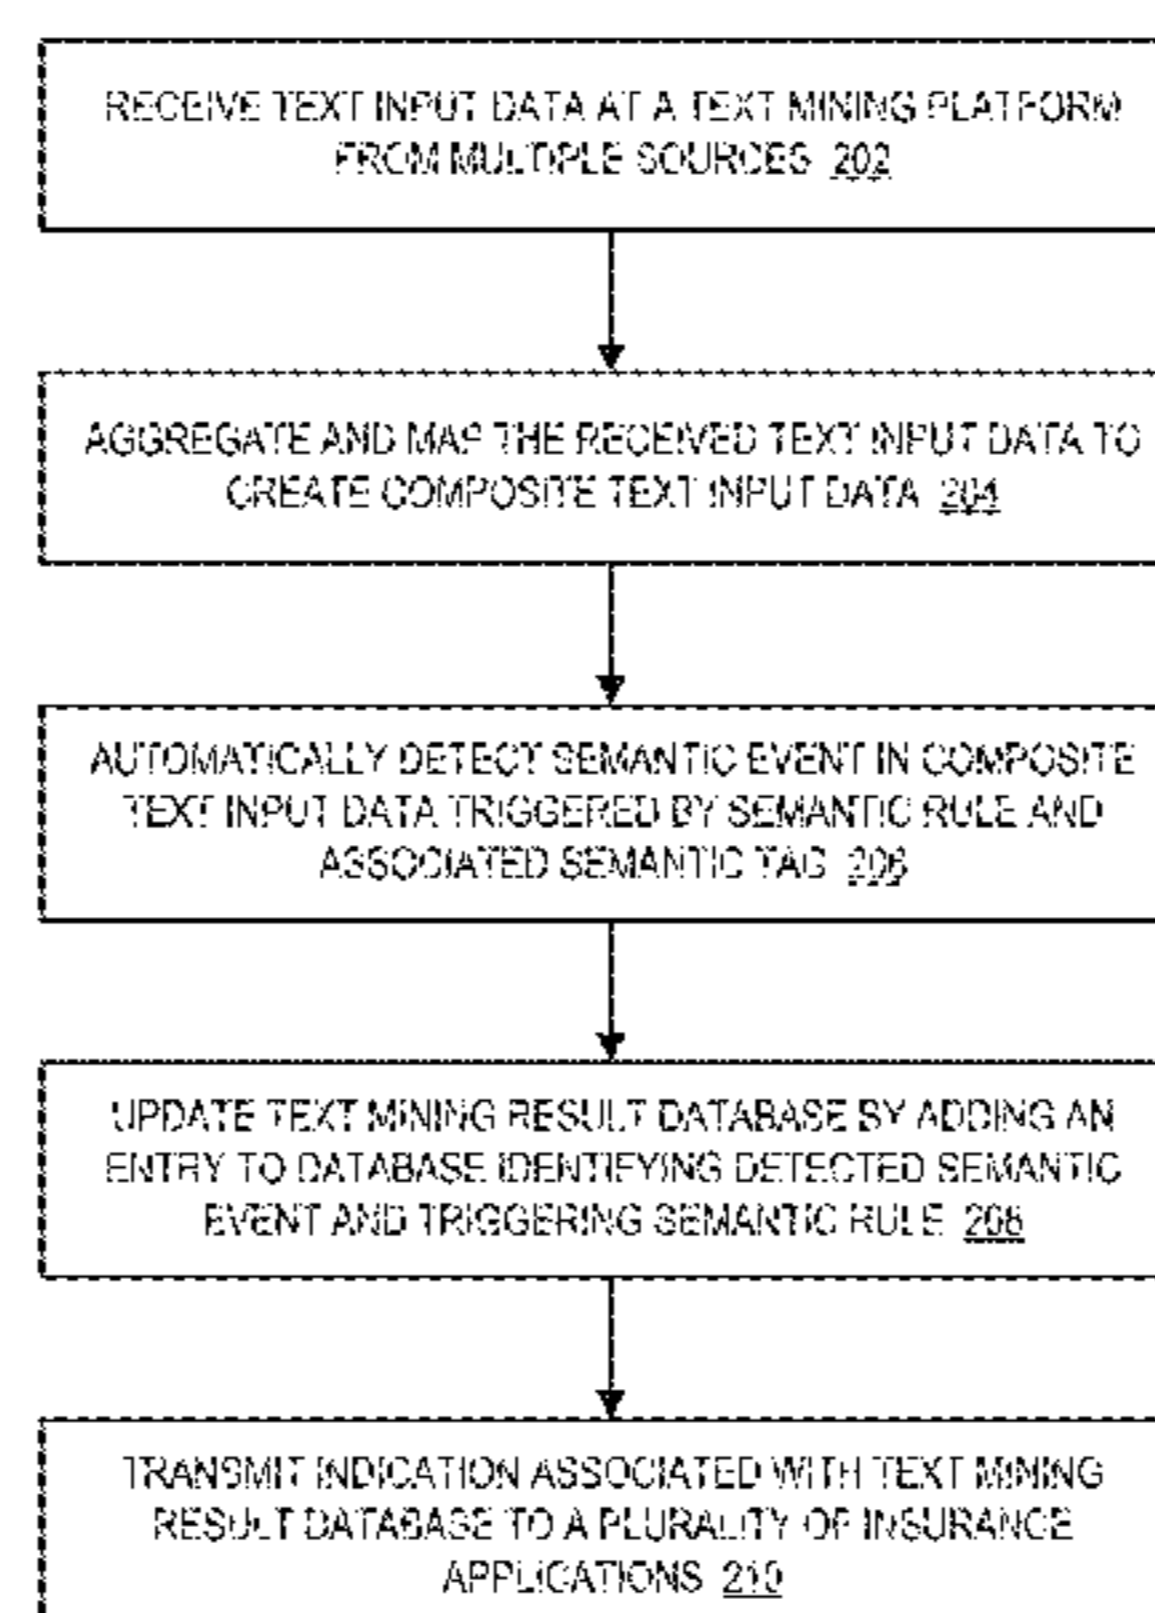 RECEIVE TEXT INPUT DATA AT A TEXT MINING PLATFORM
FROM MULTIPLE SOURCES 202
AGGREGATE AND MAP THE RECEIVED TEXT INPUT DATA TO
CREATE COMPOSITE TEXT INPUT DATA 204
AUTOMATICALLY DETECT SEMANTIC EVENT IN COMPOSITE
TEXT INPUT DATA TRIGGERED BY SEMANTIC RULE AND
ASSOCIATED SEMANTIC TAG 206
UPDATE TEXT MINING RESULT DATABASE BY ADDING AN
ENTRY TO DATABASE IDENTIFYING DETECTED SEMANTIC
EVENT AND TRIGGERING SEMANTIC RULE 208
TRANSMIT INDICATION ASSOCIATED WITH TEXT MINING
RESULT DATABASE TO A PLURALITY OF INSURANCE
APPLICATIONS 210